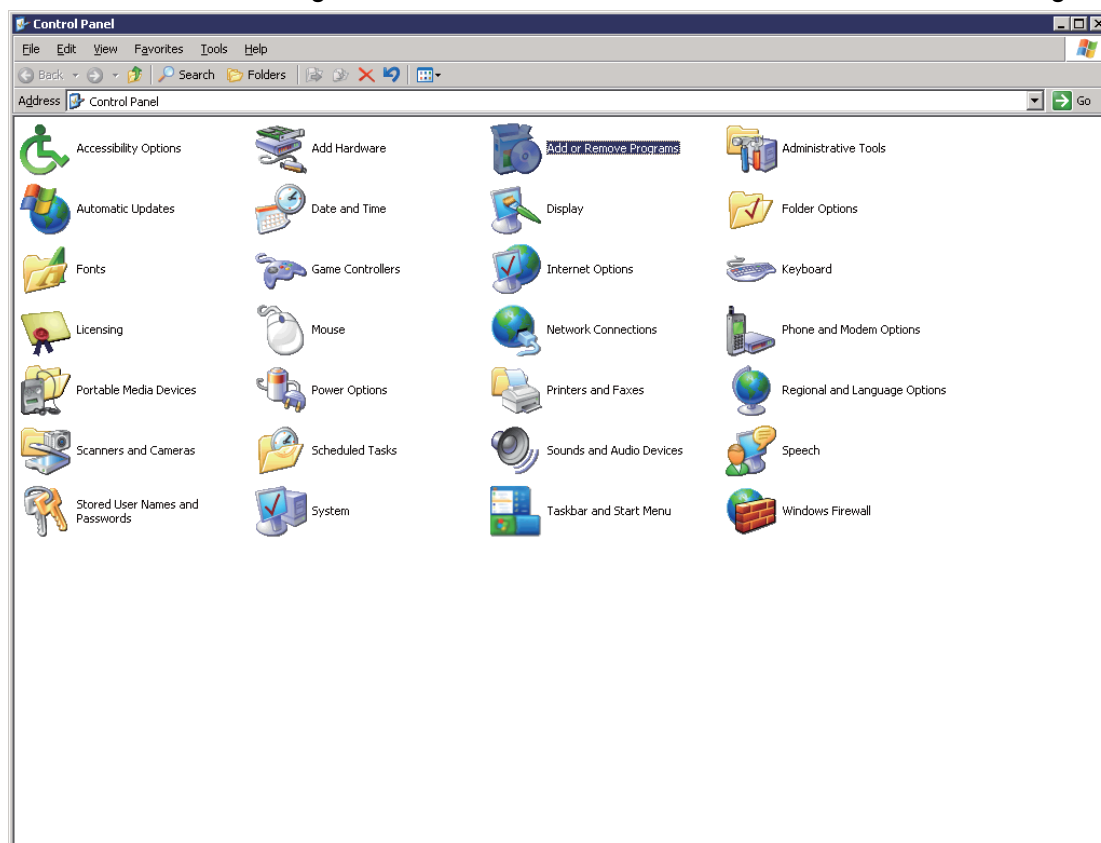 Control Panel
File Edit View Favorites Tools Help
Back Search Folders
Address Control Panel Go
Accessibility Options Add Hardware Add or Remove Programs Administrative Tools
Automatic Updates Date and Time Display Folder Options
Fonts Game Controllers Internet Options Keyboard
Licensing Mouse Network Connections Phone and Modem Options
Portable Media Devices Power Options Printers and Faxes Regional and Language Options
Scanners and Cameras Scheduled Tasks Sounds and Audio Devices Speech
Stored User Names and
Passwords System Taskbar and Start Menu Windows Firewall